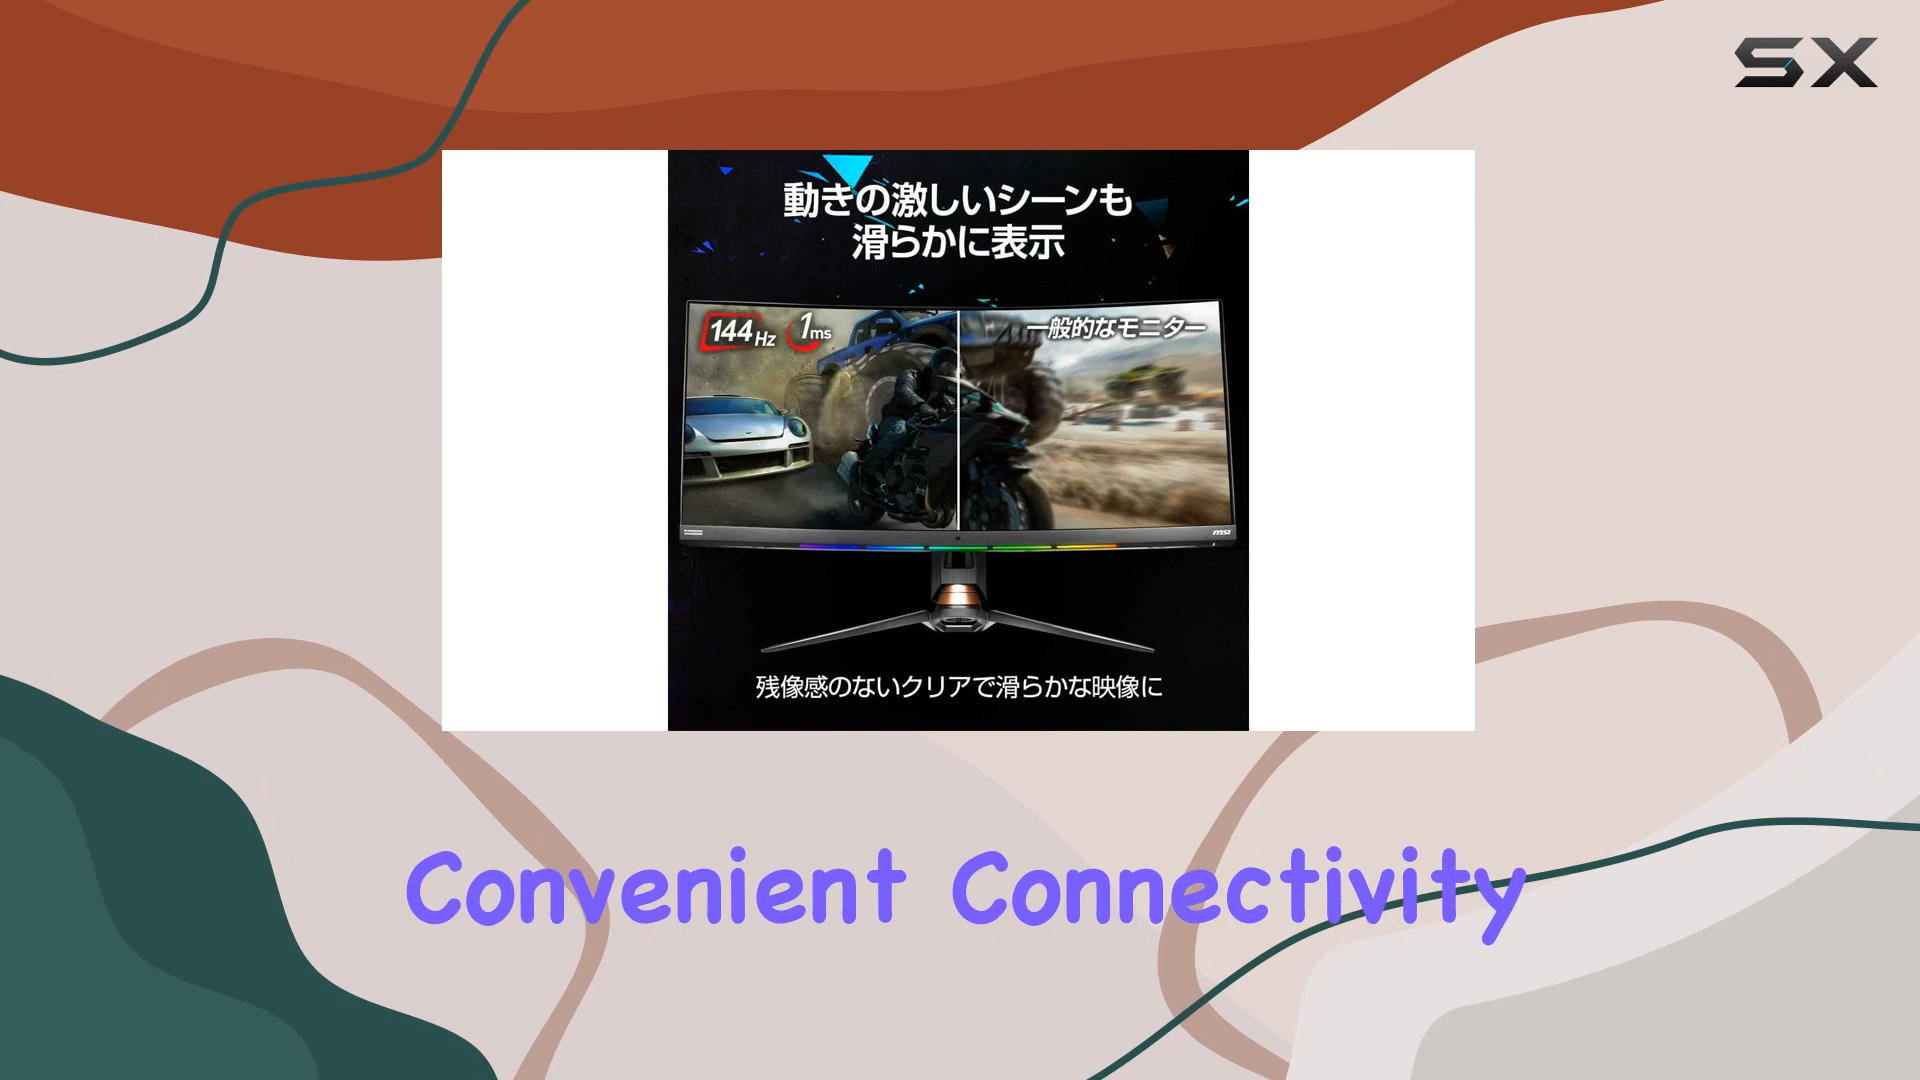 SX
動きの激しいシーンも
滑らかに表示
144Hz 1ms
一般的なモニター
msi
残像感のないクリアで滑らかな映像に
Convenient Connectivity